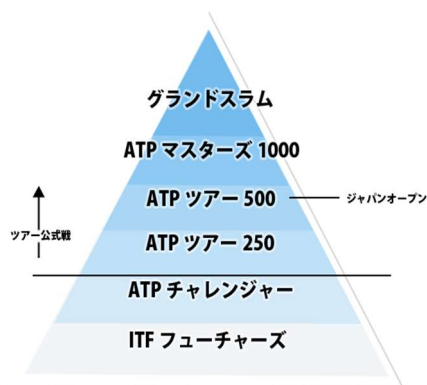 グランドスラム
ATP マスターズ 1000
ATP ツアー 500
ジャパンオープン
ツアー公式戦
ATP ツアー 250
ATP チャレンジャー
ITF フューチャーズ